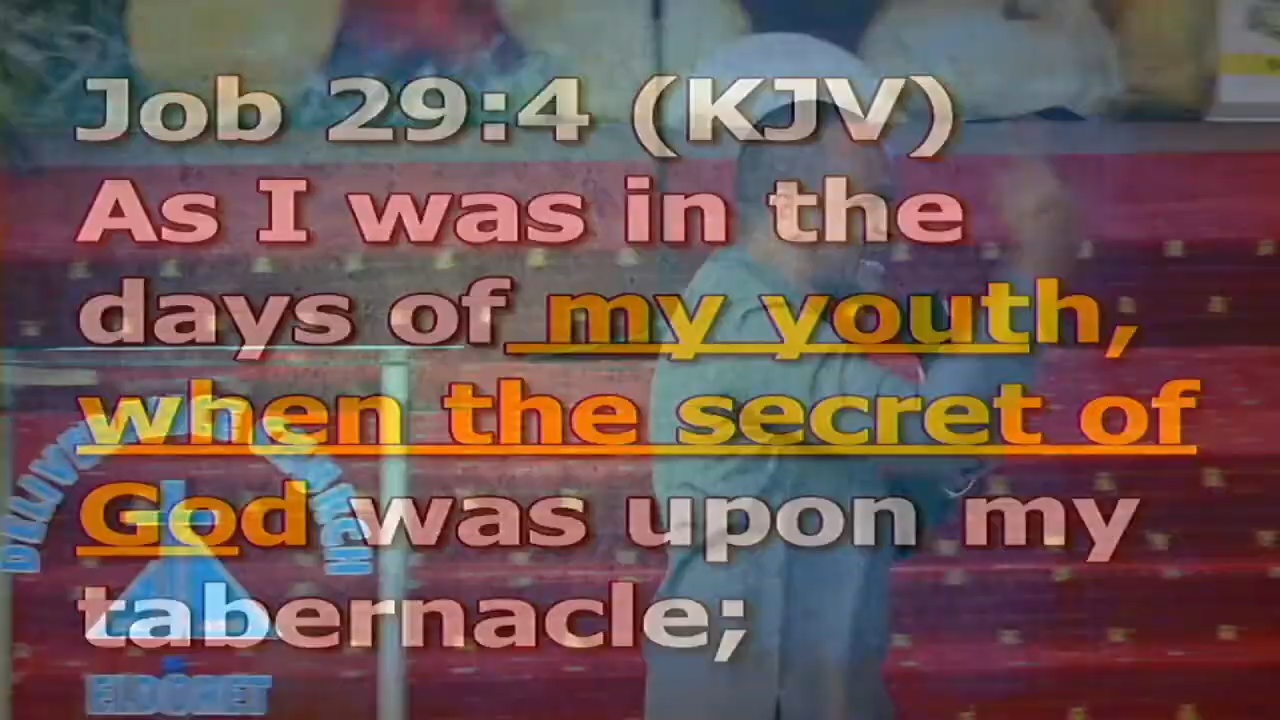 Job 29:4 (KJV)
As I was in the
days of my youth,
when the secret of
God was upon my
tabernacle;
ELDORET